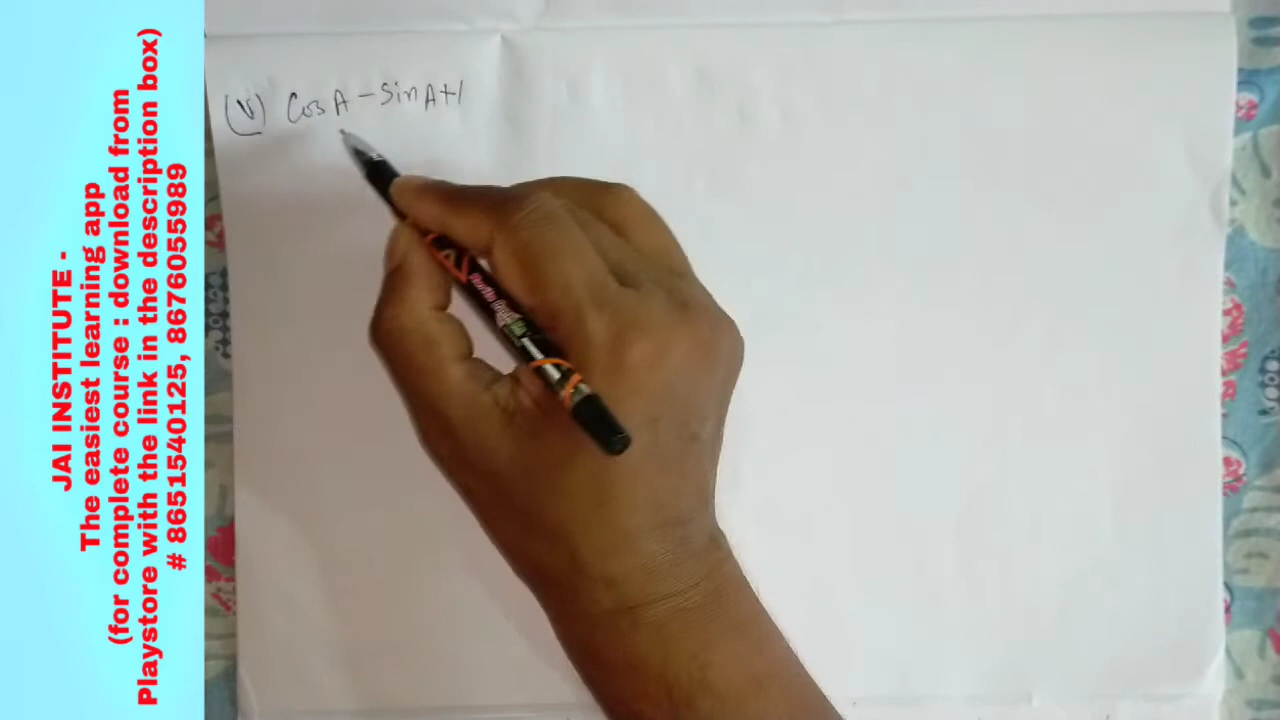 JAI INSTITUTE -
The easiest learning app
(for complete course : download from
Playstore with the link in the description box)
# 8651540125, 8676055989
(V) Cos A - Sin A + 1